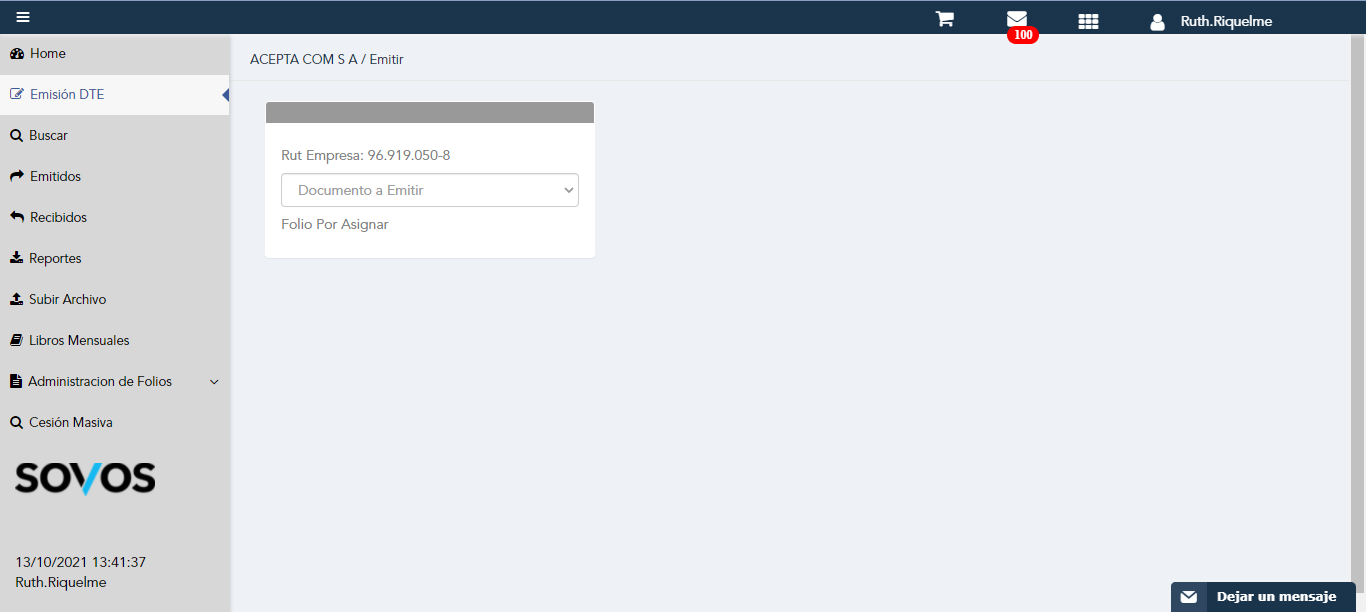 100
Ruth.Riquelme
Home
ACEPTA COM S A / Emitir
Emisión DTE
Buscar
Emitidos
Recibidos
Reportes
Subir Archivo
Libros Mensuales
Administracion de Folios
Cesión Masiva
Rut Empresa: 96.919.050-8
Documento a Emitir
Folio Por Asignar
SOVOS
13/10/2021 13:41:37
Ruth.Riquelme
Dejar un mensaje